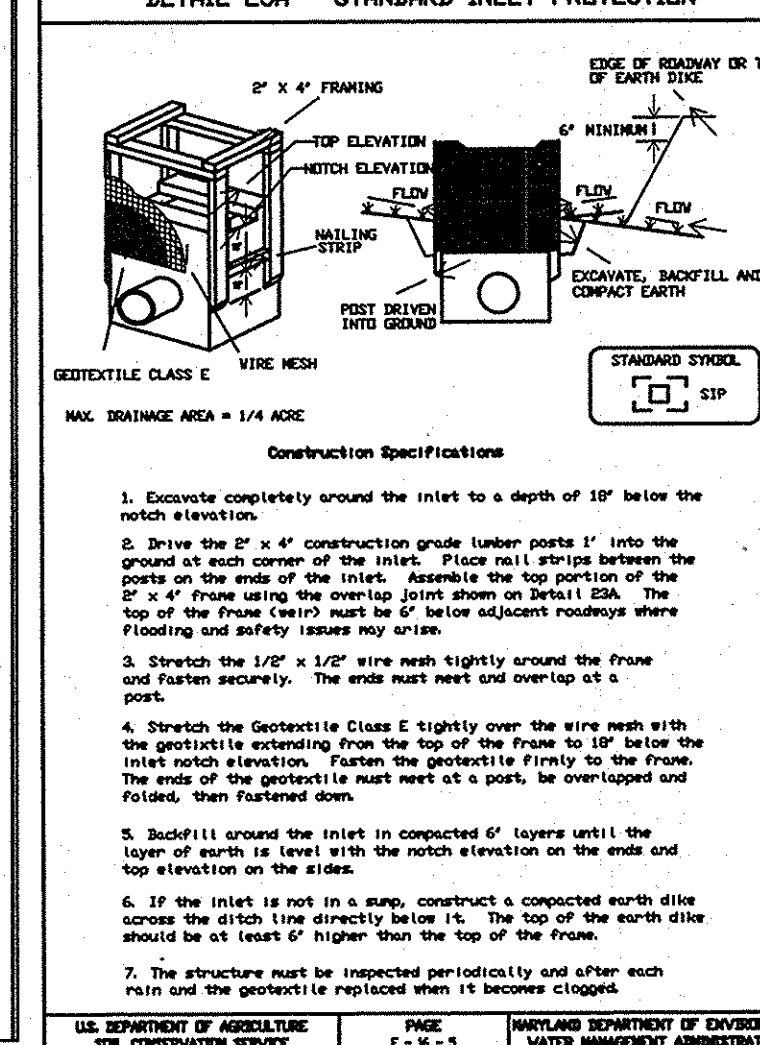 STANDARD INLET PROTECTION
EDGE OF ROADWAY OR T
OF EARTH DIKE
2" X 4" FRAMING
6" MINIMUM
TOP ELEVATION
NOTCH ELEVATION
FLOW
FLOW
FLOW
NAILING
STRIP
EXCAVATE, BACKFILL AND
COMPACT EARTH
POST DRIVEN
INTO GROUND
WIRE MESH
GEOTEXTILE CLASS E
STANDARD SYMBOL
SIP
MAX. DRAINAGE AREA = 1/4 ACRE
Construction Specifications
1. Excavate completely around the inlet to a depth of 18" below the
notch elevation.
2. Drive the 2" x 4" construction grade lumber posts 1' into the
ground at each corner of the inlet. Place nail strips between the
posts on the ends of the inlet. Assemble the top portion of the
2" x 4" frame using the overlap joint shown on Detail 23A. The
top of the frame (weir) must be 6" below adjacent roadways where
flooding and safety issues may arise.
3. Stretch the 1/2" x 1/2" wire mesh tightly around the frame
and fasten securely. The ends must meet and overlap at a
post.
4. Stretch the Geotextile Class E tightly over the wire mesh with
the geotixtile extending from the top of the frame to 18" below the
inlet notch elevation. Fasten the geotextile firmly to the frame.
The ends of the geotextile must meet at a post, be overlapped and
folded, then fastened down.
5. Backfill around the inlet in compacted 6" layers until the
layer of earth is level with the notch elevation on the ends and
top elevation on the sides.
6. If the inlet is not in a sump, construct a compacted earth dike
across the ditch line directly below it. The top of the earth dike
should be at least 6" higher than the top of the frame.
7. The structure must be inspected periodically and after each
rain and the geotextile replaced when it becomes clogged.
U.S. DEPARTMENT OF AGRICULTURE
SOIL CONSERVATION SERVICE
PAGE
E - 16 - 5
MARYLAND DEPARTMENT OF ENVIRO
WATER MANAGEMENT ADMINISTRAT